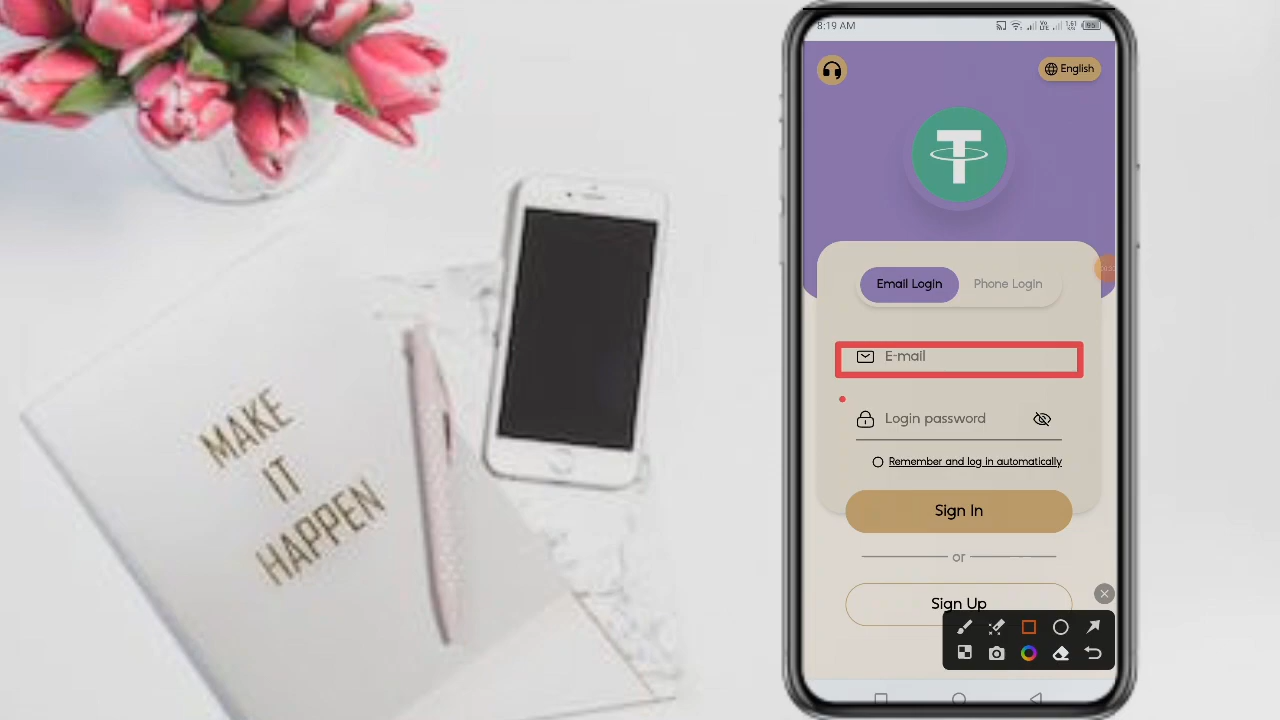 MAKE
IT
HAPPEN
8:19 AM
English
T
Email Login
Phone Login
E-mail
Login password
Remember and log in automatically
Sign In
or
Sign Up